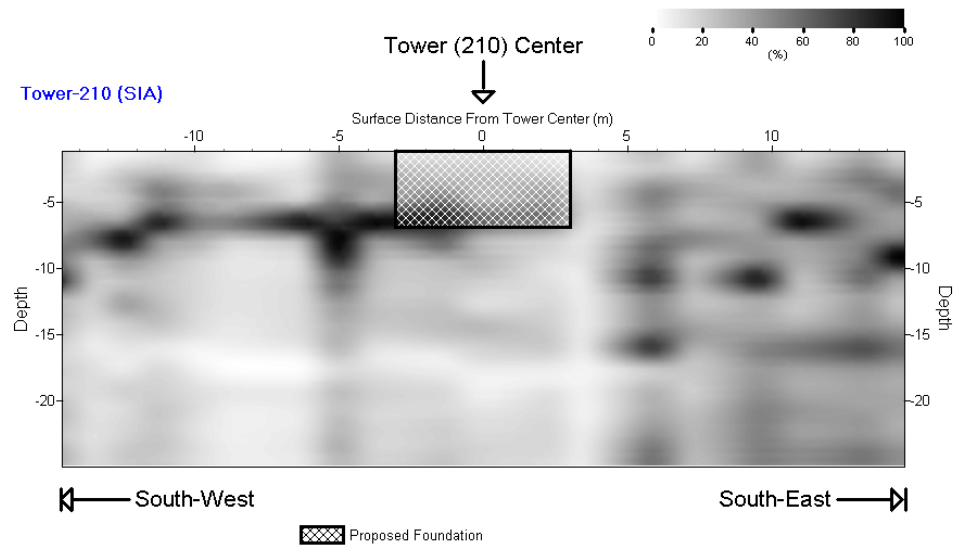 0 20 40 60 80 100
(%)
Tower (210) Center
Tower-210 (SIA)
Surface Distance From Tower Center (m)
-10 -5 0 5 10
-5 -5
-10 -10
Depth Depth
-15 -15
-20 -20
South-West South-East
Proposed Foundation